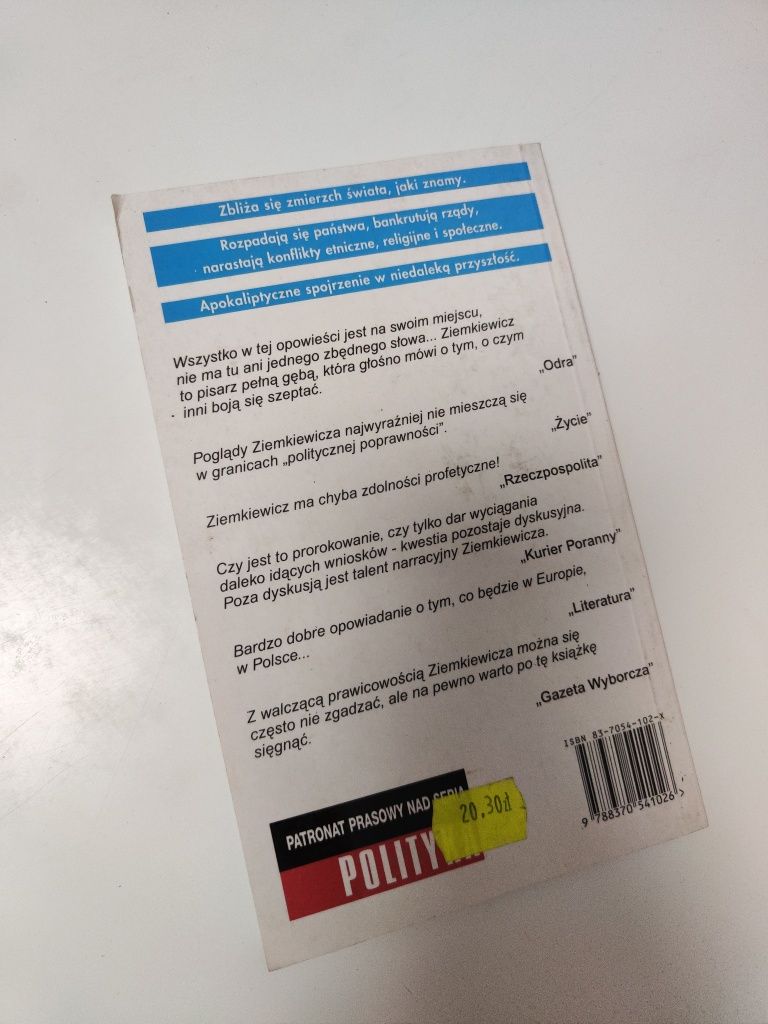 Zbliża się zmierzch świata, jaki znamy.
Rozpadają się państwa, bankrutują rządy,
narastają konflikty etniczne, religijne i społeczne.
Apokaliptyczne spojrzenie w niedaleką przyszłość.
Wszystko w tej opowieści jest na swoim miejscu,
nie ma tu ani jednego zbędnego słowa... Ziemkiewicz
to pisarz pełną gębą, która głośno mówi o tym, o czym
inni boją się szeptać.
„Odra”
Poglądy Ziemkiewicza najwyraźniej nie mieszczą się
w granicach „politycznej poprawności”.
„Życie”
Ziemkiewicz ma chyba zdolności profetyczne!
„Rzeczpospolita”
Czy jest to prorokowanie, czy tylko dar wyciągania
daleko idących wniosków - kwestia pozostaje dyskusyjna.
Poza dyskusją jest talent narracyjny Ziemkiewicza.
„Kurier Poranny”
Bardzo dobre opowiadanie o tym, co będzie w Europie,
w Polsce...
„Literatura”
Z walczącą prawicowością Ziemkiewicza można się
często nie zgadzać, ale na pewno warto po tę książkę
sięgnąć.
„Gazeta Wyborcza”
ISBN 83-7054-102-X
9 788370 541026
PATRONAT PRASOWY NAD
20,30zł